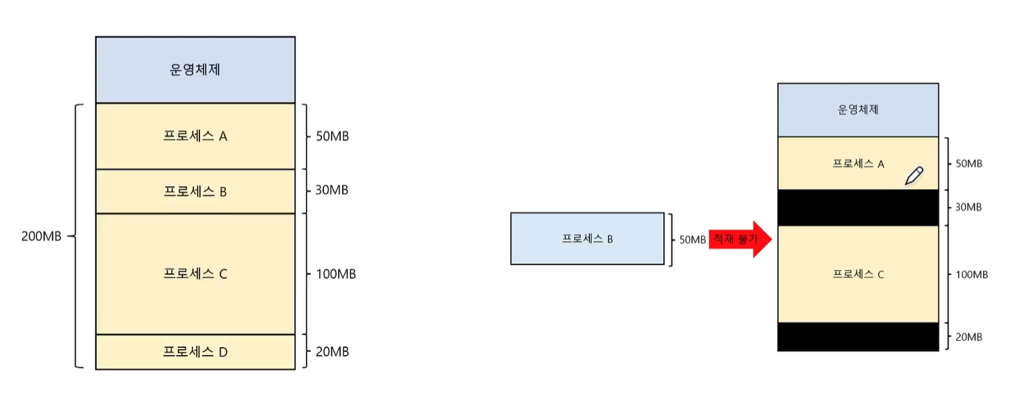 운영체제
프로세스 A
50MB
프로세스 B
30MB
200MB
프로세스 C
100MB
프로세스 D
20MB
프로세스 B
50MB
적재 불가
운영체제
프로세스 A
50MB
30MB
프로세스 C
100MB
20MB